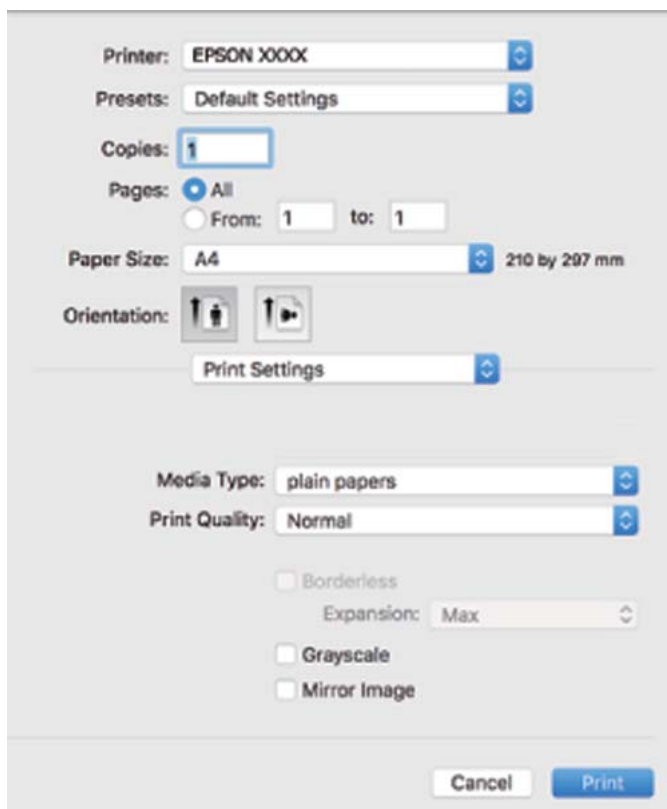 Printer: EPSON XXXX
Presets: Default Settings
Copies: 1
Pages: All
From: 1 to: 1
Paper Size: A4 210 by 297 mm
Orientation:
Print Settings
Media Type: plain papers
Print Quality: Normal
Borderless
Expansion: Max
Grayscale
Mirror Image
Cancel Print